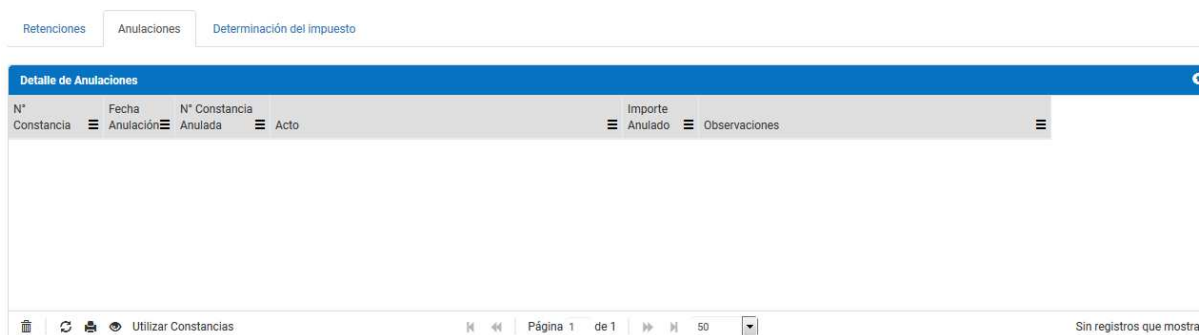 Retenciones Anulaciones Determinación del impuesto
Detalle de Anulaciones
N° Constancia Fecha Anulación N° Constancia Anulada Acto Importe Anulado Observaciones
Utilizar Constancias Página 1 de 1 50 Sin registros que mostra